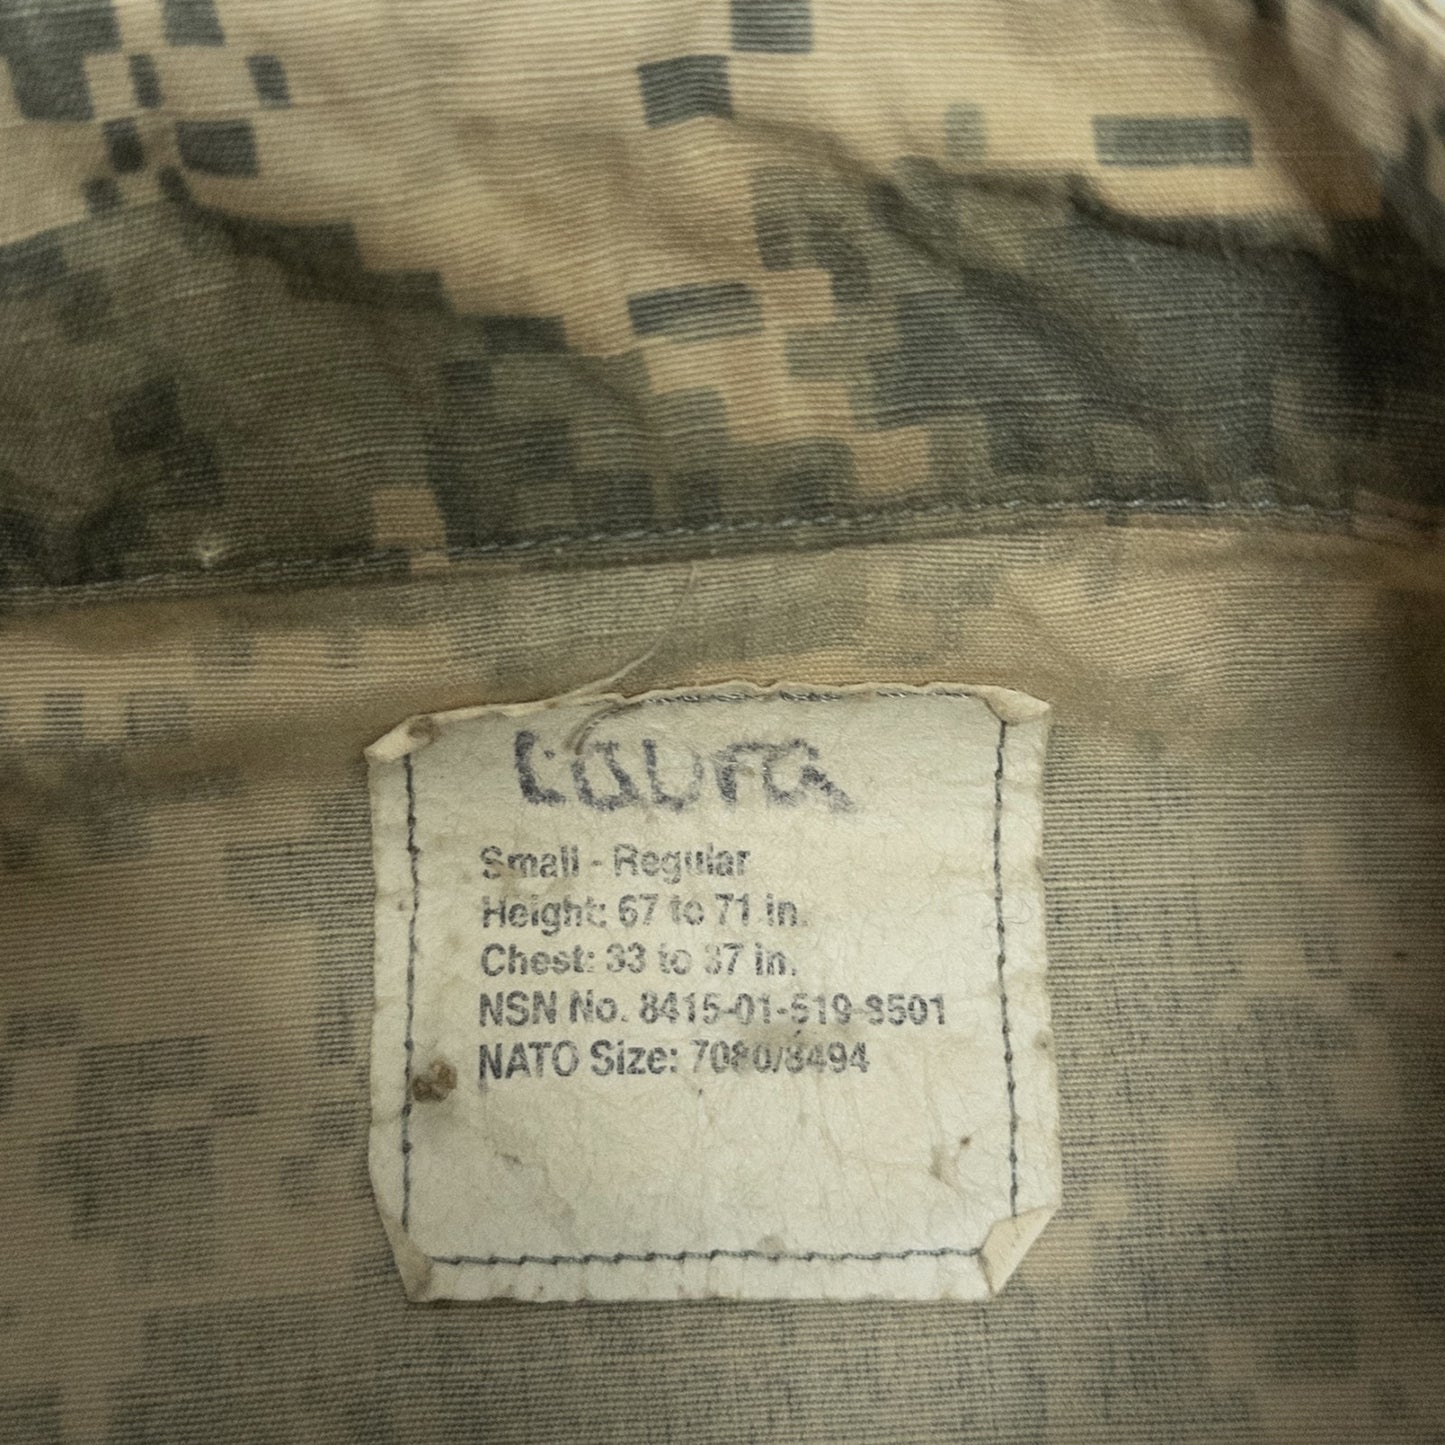 Laura
Small - Regular
Height: 67 to 71 in.
Chest: 33 to 37 in.
NSN No. 8415-01-519-8501
NATO Size: 7080/8494